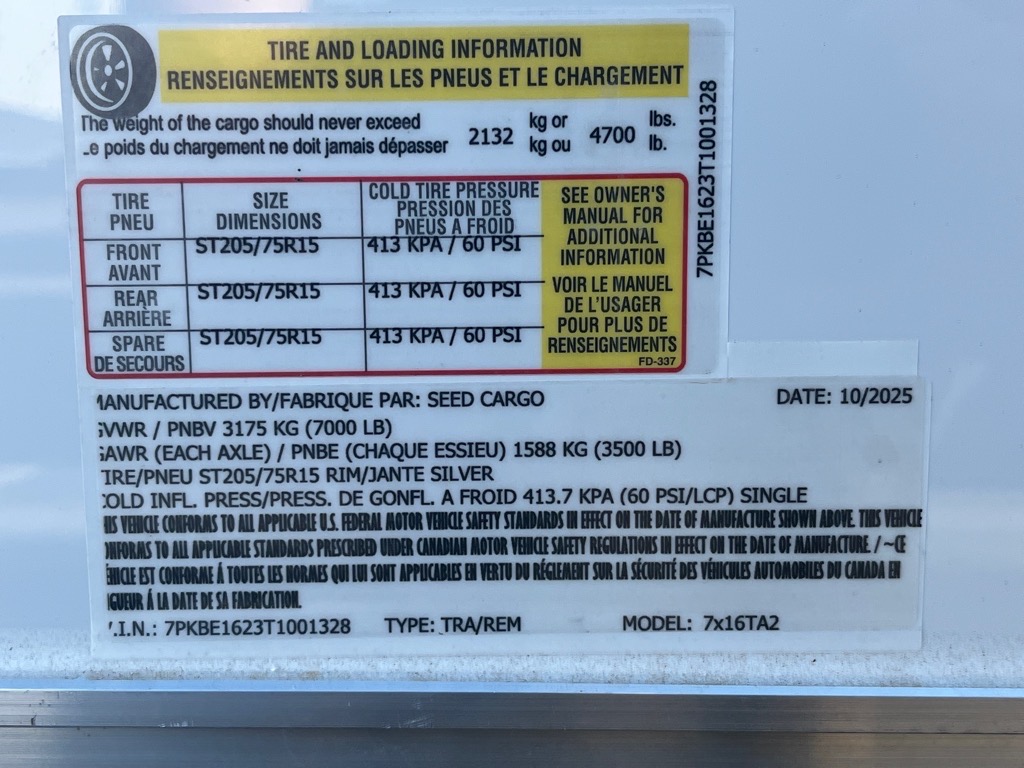 TIRE AND LOADING INFORMATION
RENSEIGNEMENTS SUR LES PNEUS ET LE CHARGEMENT
The weight of the cargo should never exceed 2132 kg or 4700 lbs.
_e poids du chargement ne doit jamais dépasser kg ou lb.
TIRE PNEU
SIZE DIMENSIONS
COLD TIRE PRESSURE
PRESSION DES
PNEUS A FROID
FRONT AVANT ST205/75R15 413 KPA / 60 PSI
REAR ARRIÈRE ST205/75R15 413 KPA / 60 PSI
SPARE DE SECOURS ST205/75R15 413 KPA / 60 PSI
SEE OWNER'S
MANUAL FOR
ADDITIONAL
INFORMATION
VOIR LE MANUEL
DE L'USAGER
POUR PLUS DE
RENSEIGNEMENTS
FD-337
7PKBE1623T1001328
MANUFACTURED BY/FABRIQUE PAR: SEED CARGO DATE: 10/2025
GVWR / PNBV 3175 KG (7000 LB)
GAWR (EACH AXLE) / PNBE (CHAQUE ESSIEU) 1588 KG (3500 LB)
TIRE/PNEU ST205/75R15 RIM/JANTE SILVER
COLD INFL. PRESS/PRESS. DE GONFL. A FROID 413.7 KPA (60 PSI/LCP) SINGLE
HIS VEHICLE CONFORMS TO ALL APPLICABLE U.S. FEDERAL MOTOR VEHICLE SAFETY STANDARDS IN EFFECT ON THE DATE OF MANUFACTURE SHOWN ABOVE. THIS VEHICLE
ONFORMS TO ALL APPLICABLE STANDARDS PRESCRIBED UNDER CANADIAN MOTOR VEHICLE SAFETY REGULATIONS IN EFFECT ON THE DATE OF MANUFACTURE. / ~CE
ÉHICLE EST CONFORME Á TOUTES LES NORMES QUI LUI SONT APPLICABLES EN VERTU DU RÉGLEMENT SUR LA SÉCURITÉ DES VÉHICULES AUTOMOBILES DU CANADA EN
IGUEUR Á LA DATE DE SA FABRICATION.
V.I.N.: 7PKBE1623T1001328 TYPE: TRA/REM MODEL: 7x16TA2